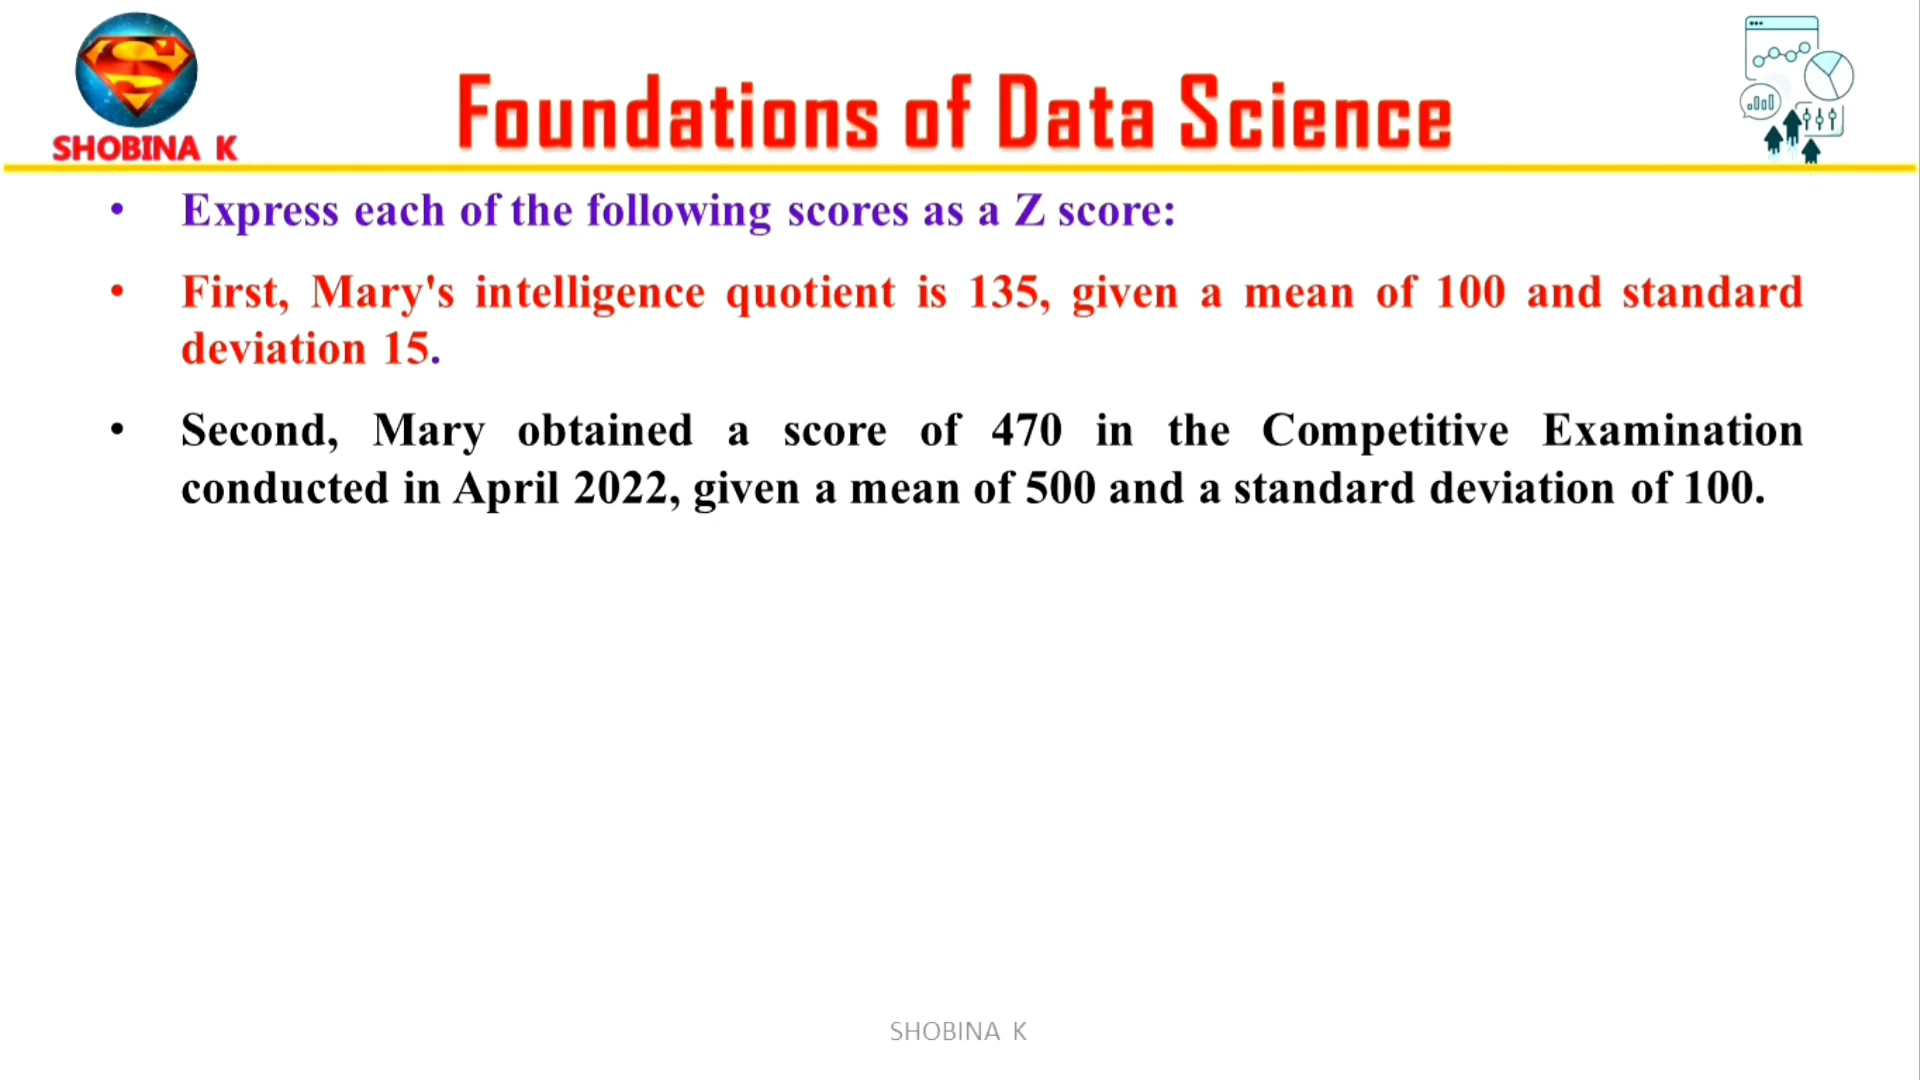 SHOBINA K
Foundations of Data Science
• Express each of the following scores as a Z score:
• First, Mary's intelligence quotient is 135, given a mean of 100 and standard
deviation 15.
• Second, Mary obtained a score of 470 in the Competitive Examination
conducted in April 2022, given a mean of 500 and a standard deviation of 100.
SHOBINA K